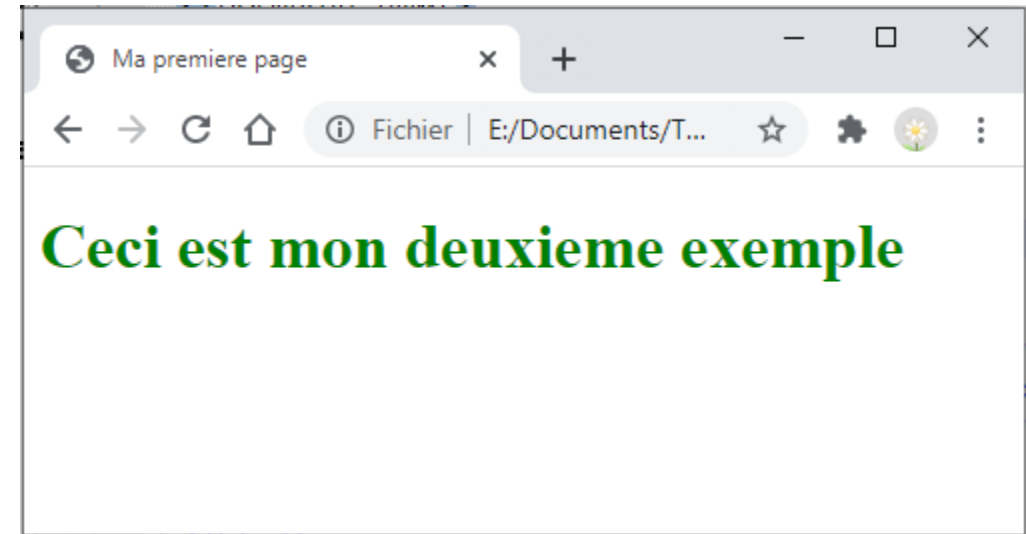 Ma premiere page
Fichier | E:/Documents/T...
Ceci est mon deuxieme exemple